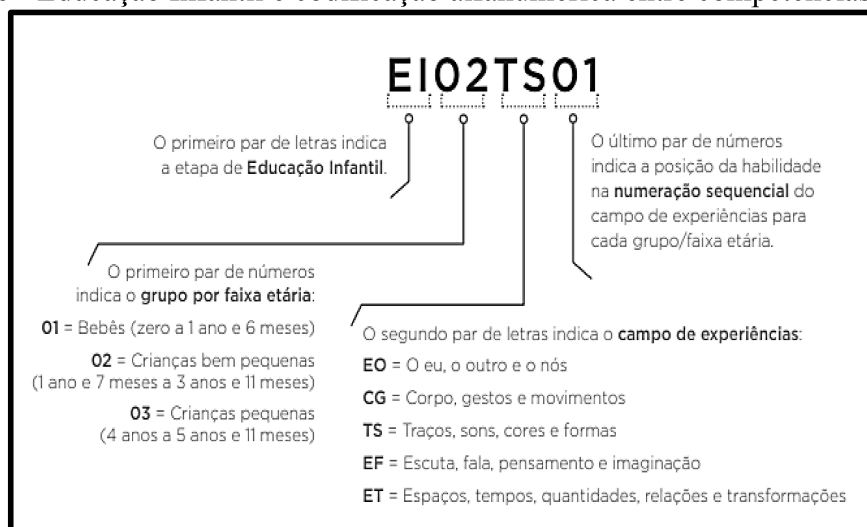 Educação Infantil e codificação alfanumérica entre competências
EI02TS01
O primeiro par de letras indica
a etapa de Educação Infantil.
O último par de números
indica a posição da habilidade
na numeração sequencial do
campo de experiências para
cada grupo/faixa etária.
O primeiro par de números
indica o grupo por faixa etária:
01 = Bebês (zero a 1 ano e 6 meses)
02 = Crianças bem pequenas
(1 ano e 7 meses a 3 anos e 11 meses)
03 = Crianças pequenas
(4 anos a 5 anos e 11 meses)
O segundo par de letras indica o campo de experiências:
EO = O eu, o outro e o nós
CG = Corpo, gestos e movimentos
TS = Traços, sons, cores e formas
EF = Escuta, fala, pensamento e imaginação
ET = Espaços, tempos, quantidades, relações e transformações